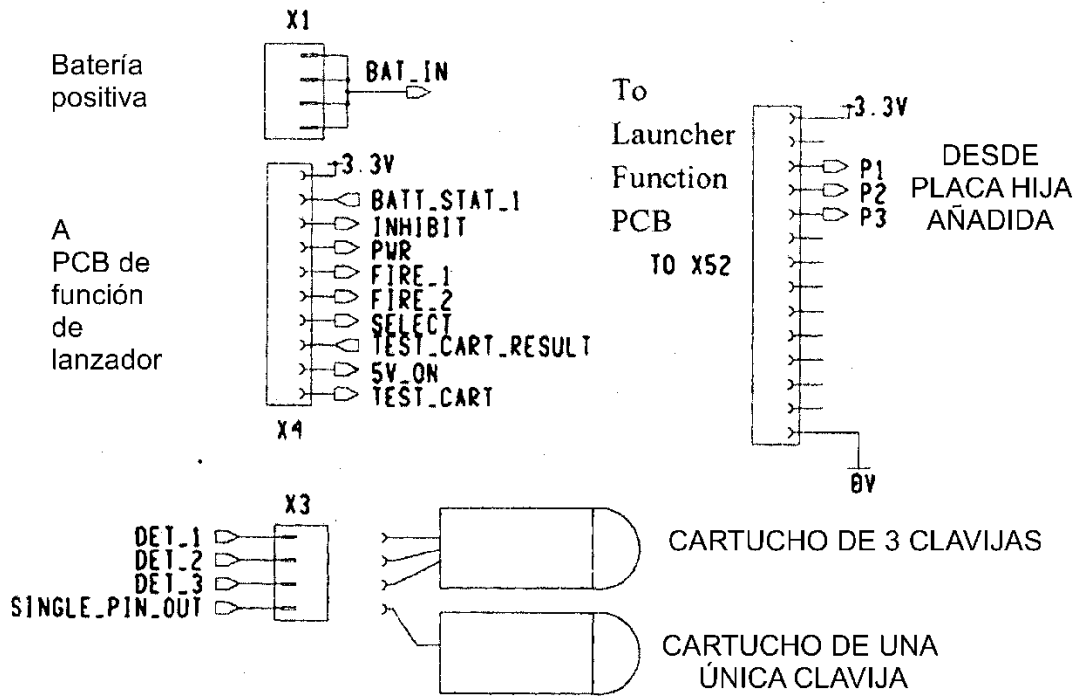 X1
Batería
positiva
BAT_IN
A
PCB de
función
de
lanzador
3.3V
BATT_STAT_1
INHIBIT
PWR
FIRE_1
FIRE_2
SELECT
TEST_CART_RESULT
5V_ON
TEST_CART
X4
To
Launcher
Function
PCB
TO X52
3.3V
P1
P2
P3
DESDE
PLACA HIJA
AÑADIDA
0V
X3
DET_1
DET_2
DET_3
SINGLE_PIN_OUT
CARTUCHO DE 3 CLAVIJAS
CARTUCHO DE UNA
ÚNICA CLAVIJA